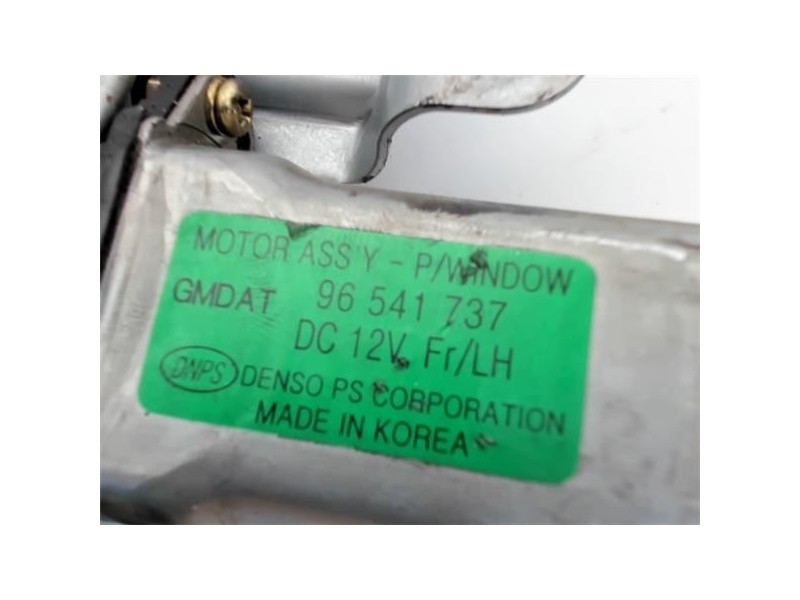 MOTOR ASS'Y - P/WINDOW
GMDAT 96 541 737
DC 12V Fr/LH
DNPS DENSO PS CORPORATION
MADE IN KOREA